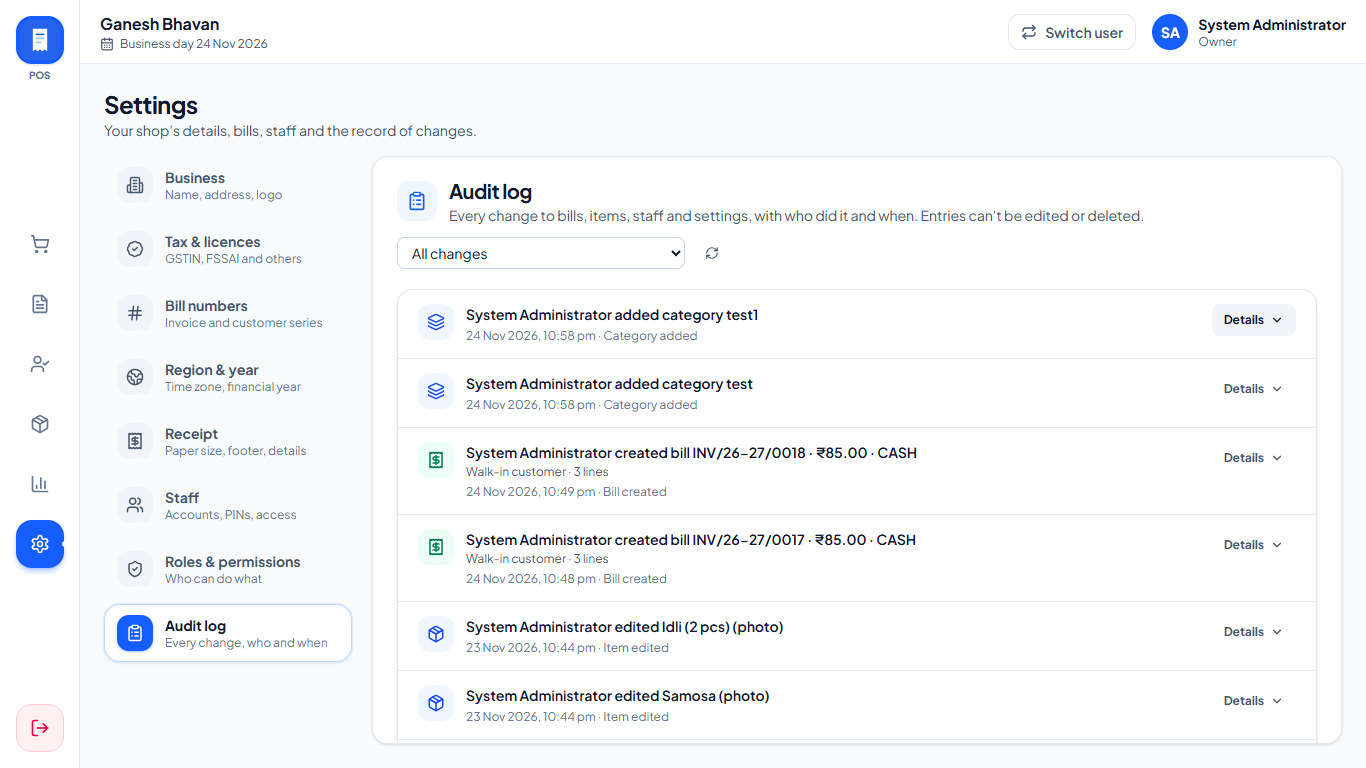 POS
Ganesh Bhavan
Business day 24 Nov 2026
Switch user
SA
System Administrator
Owner
Settings
Your shop's details, bills, staff and the record of changes.
Business
Name, address, logo
Tax & licences
GSTIN, FSSAI and others
Bill numbers
Invoice and customer series
Region & year
Time zone, financial year
Receipt
Paper size, footer, details
Staff
Accounts, PINs, access
Roles & permissions
Who can do what
Audit log
Every change, who and when
Audit log
Every change to bills, items, staff and settings, with who did it and when. Entries can't be edited or deleted.
All changes
System Administrator added category test1
24 Nov 2026, 10:58 pm · Category added
Details
System Administrator added category test
24 Nov 2026, 10:58 pm · Category added
Details
System Administrator created bill INV/26-27/0018 · ₹85.00 · CASH
Walk-in customer · 3 lines
24 Nov 2026, 10:49 pm · Bill created
Details
System Administrator created bill INV/26-27/0017 · ₹85.00 · CASH
Walk-in customer · 3 lines
24 Nov 2026, 10:48 pm · Bill created
Details
System Administrator edited Idli (2 pcs) (photo)
23 Nov 2026, 10:44 pm · Item edited
Details
System Administrator edited Samosa (photo)
23 Nov 2026, 10:44 pm · Item edited
Details